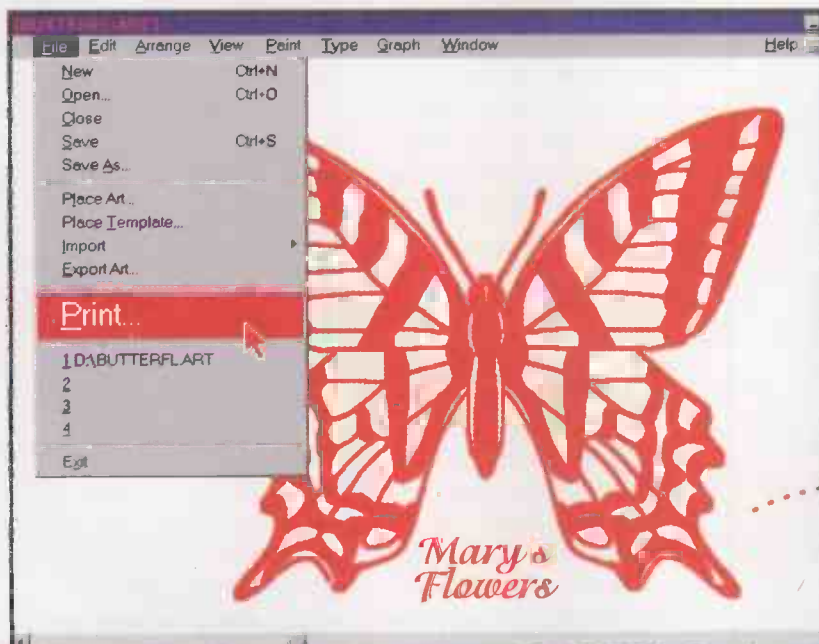 File Edit Arrange View Paint Type Graph Window Help
New Ctrl+N
Open... Ctrl+O
Close
Save Ctrl+S
Save As...
Place Art...
Place Template...
Import
Export Art...
Print...
1 D:\BUTTERFL.ART
2
3
4
Exit
Mary's
Flowers